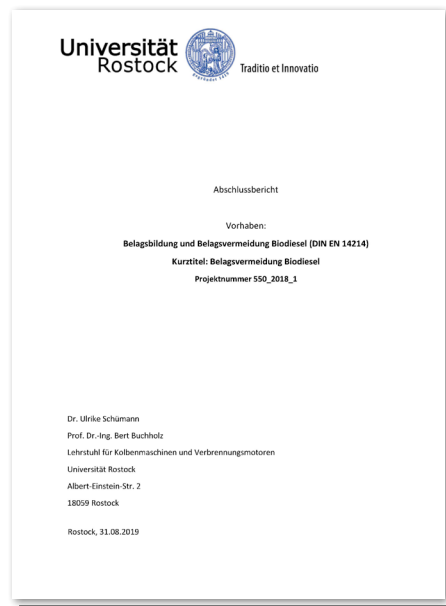 Universität
Rostock
Traditio et Innovatio
Abschlussbericht
Vorhaben:
Belagsbildung und Belagsvermeidung Biodiesel (DIN EN 14214)
Kurztitel: Belagsvermeidung Biodiesel
Projektnummer 550_2018_1
Dr. Ulrike Schümann
Prof. Dr.-Ing. Bert Buchholz
Lehrstuhl für Kolbenmaschinen und Verbrennungsmotoren
Universität Rostock
Albert-Einstein-Str. 2
18059 Rostock
Rostock, 31.08.2019